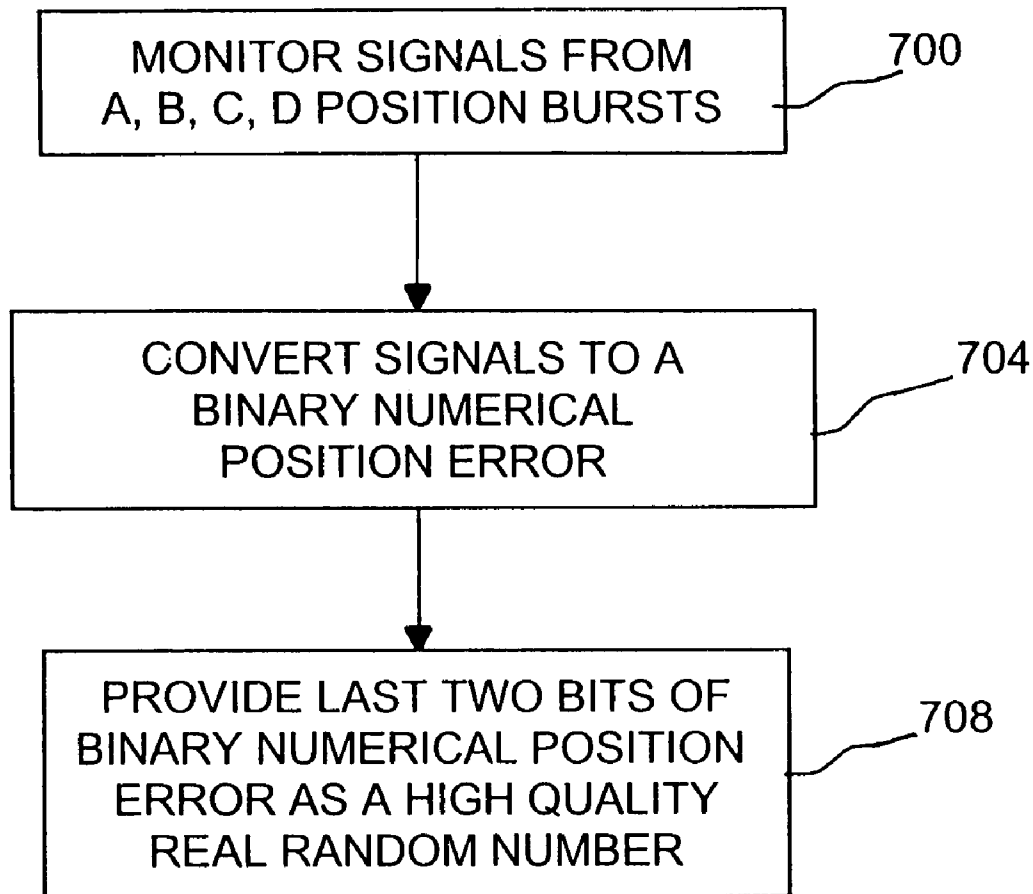 MONITOR SIGNALS FROM
A, B, C, D POSITION BURSTS
700
CONVERT SIGNALS TO A
BINARY NUMERICAL
POSITION ERROR
704
PROVIDE LAST TWO BITS OF
BINARY NUMERICAL POSITION
ERROR AS A HIGH QUALITY
REAL RANDOM NUMBER
708